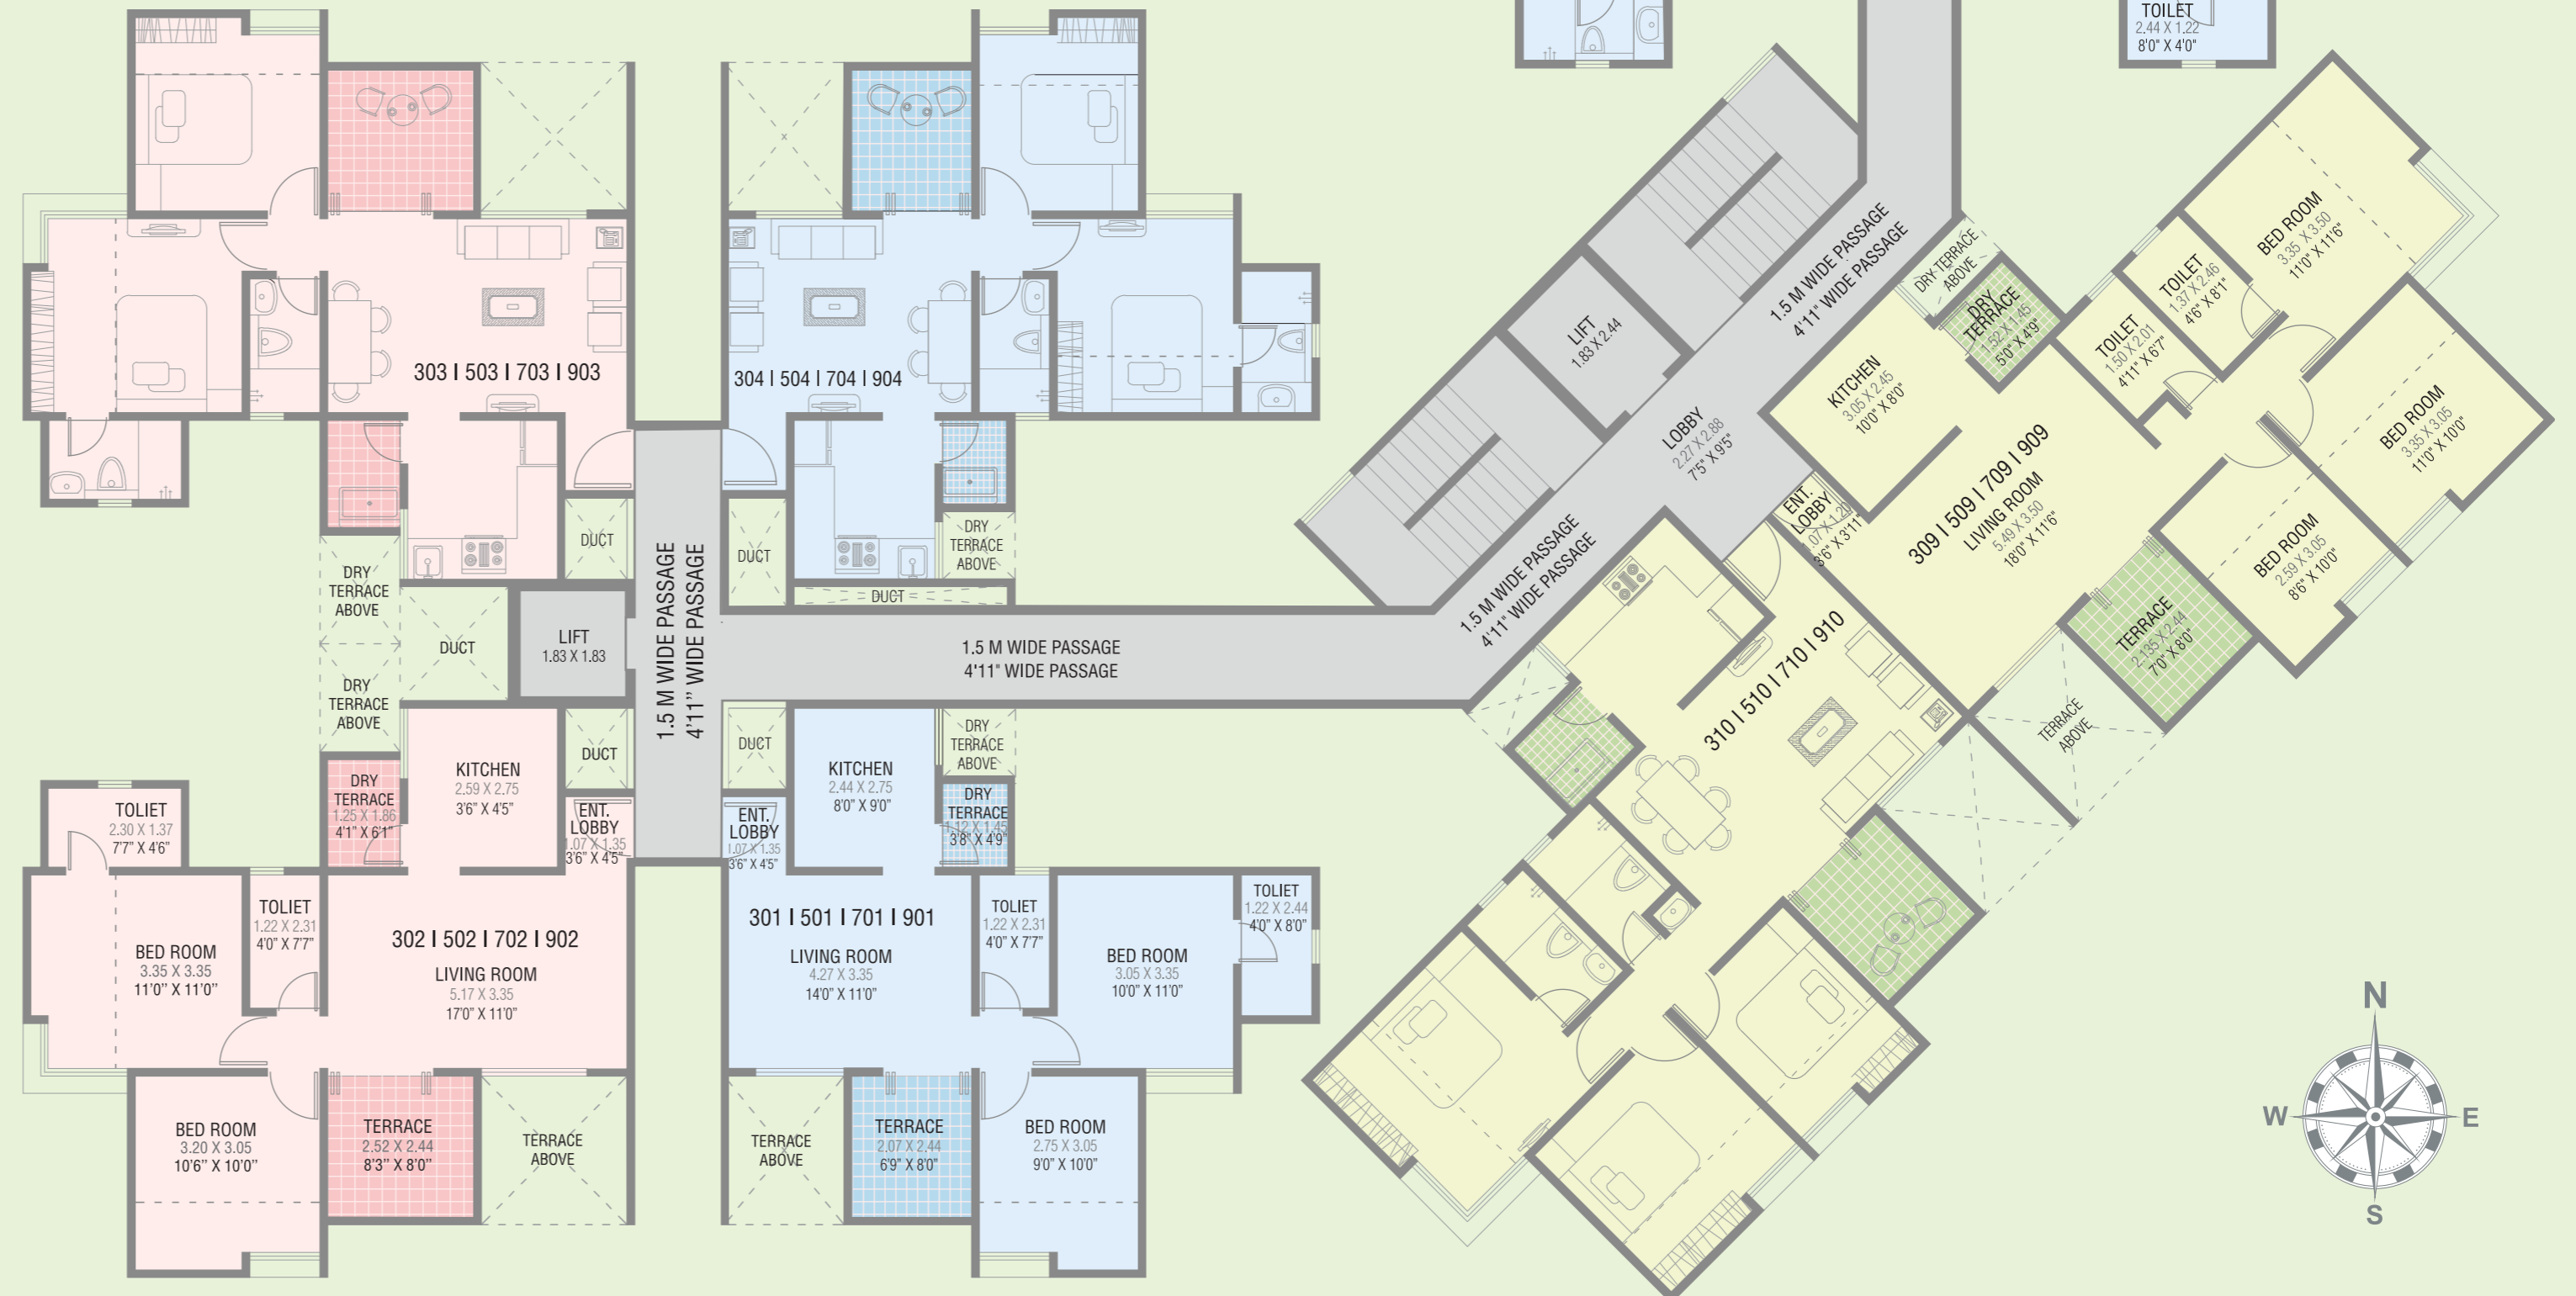 TOILET
2.44 X 1.22
8'0" X 4'0"
303 I 503 I 703 I 903
304 I 504 I 704 I 904
DUCT
DUCT
DRY
TERRACE
ABOVE
DUCT
DRY
TERRACE
ABOVE
DUCT
LIFT
1.83 X 1.83
1.5 M WIDE PASSAGE
4'11" WIDE PASSAGE
1.5 M WIDE PASSAGE
4'11" WIDE PASSAGE
DRY
TERRACE
ABOVE
DUCT
DUCT
DRY
TERRACE
ABOVE
TOLIET
2.30 X 1.37
7'7" X 4'6"
DRY
TERRACE
1.25 X 1.86
4'1" X 6'1"
KITCHEN
2.59 X 2.75
3'6" X 4'5"
ENT.
LOBBY
1.07 X 1.35
3'6" X 4'5"
ENT.
LOBBY
1.07 X 1.35
3'6" X 4'5"
KITCHEN
2.44 X 2.75
8'0" X 9'0"
DRY
TERRACE
1.12 X 1.45
3'8" X 4'9"
BED ROOM
3.35 X 3.35
11'0" X 11'0"
TOLIET
1.22 X 2.31
4'0" X 7'7"
302 I 502 I 702 I 902
LIVING ROOM
5.17 X 3.35
17'0" X 11'0"
301 I 501 I 701 I 901
LIVING ROOM
4.27 X 3.35
14'0" X 11'0"
TOLIET
1.22 X 2.31
4'0" X 7'7"
BED ROOM
3.05 X 3.35
10'0" X 11'0"
TOLIET
1.22 X 2.44
4'0" X 8'0"
BED ROOM
3.20 X 3.05
10'6" X 10'0"
TERRACE
2.52 X 2.44
8'3" X 8'0"
TERRACE
ABOVE
TERRACE
ABOVE
TERRACE
2.07 X 2.44
6'9" X 8'0"
BED ROOM
2.75 X 3.05
9'0" X 10'0"
1.5 M WIDE PASSAGE
4'11" WIDE PASSAGE
LIFT
1.83 X 2.44
LOBBY
2.27 X 2.88
7'5" X 9'5"
1.5 M WIDE PASSAGE
4'11" WIDE PASSAGE
DRY TERRACE
ABOVE
DRY
TERRACE
1.52 X 1.45
5'0" X 4'9"
KITCHEN
3.05 X 2.45
10'0" X 8'0"
TOILET
1.50 X 2.01
4'11" X 6'7"
TOILET
1.37 X 2.46
4'6" X 8'1"
BED ROOM
3.35 X 3.50
11'0" X 11'6"
BED ROOM
3.35 X 3.05
11'0" X 10'0"
BED ROOM
2.59 X 3.05
8'6" X 10'0"
ENT.
LOBBY
1.07 X 1.20
3'6" X 3'11"
309 I 509 I 709 I 909
LIVING ROOM
5.49 X 3.50
18'0" X 11'6"
TERRACE
2.135 X 2.44
7'0" X 8'0"
TERRACE
ABOVE
310 I 510 I 710 I 910
N
W
E
S